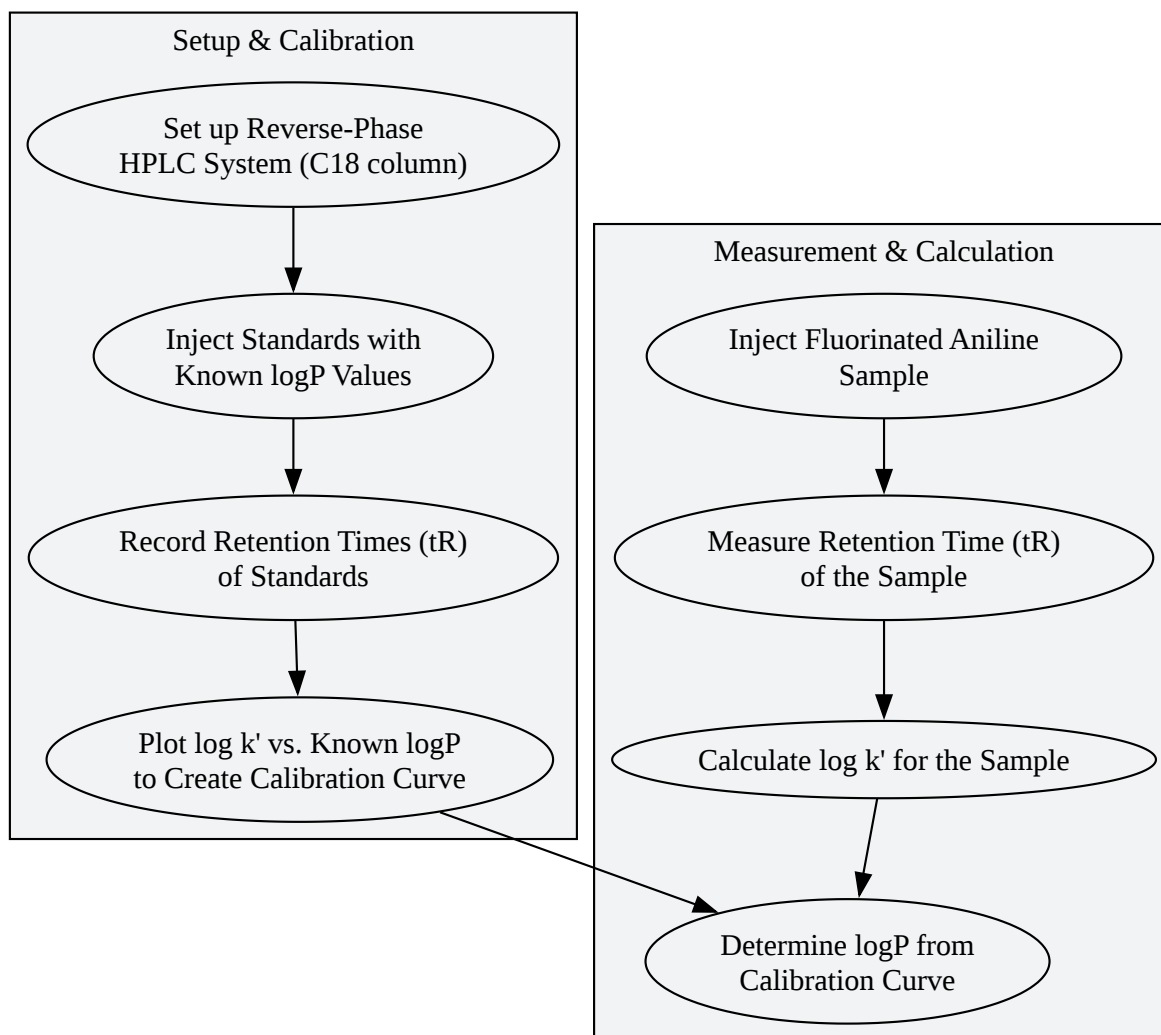 Setup & Calibration
Set up Reverse-Phase
HPLC System (C18 column)
Inject Standards with
Known logP Values
Record Retention Times (tR)
of Standards
Plot log k' vs. Known logP
to Create Calibration Curve
Measurement & Calculation
Inject Fluorinated Aniline
Sample
Measure Retention Time (tR)
of the Sample
Calculate log k' for the Sample
Determine logP from
Calibration Curve